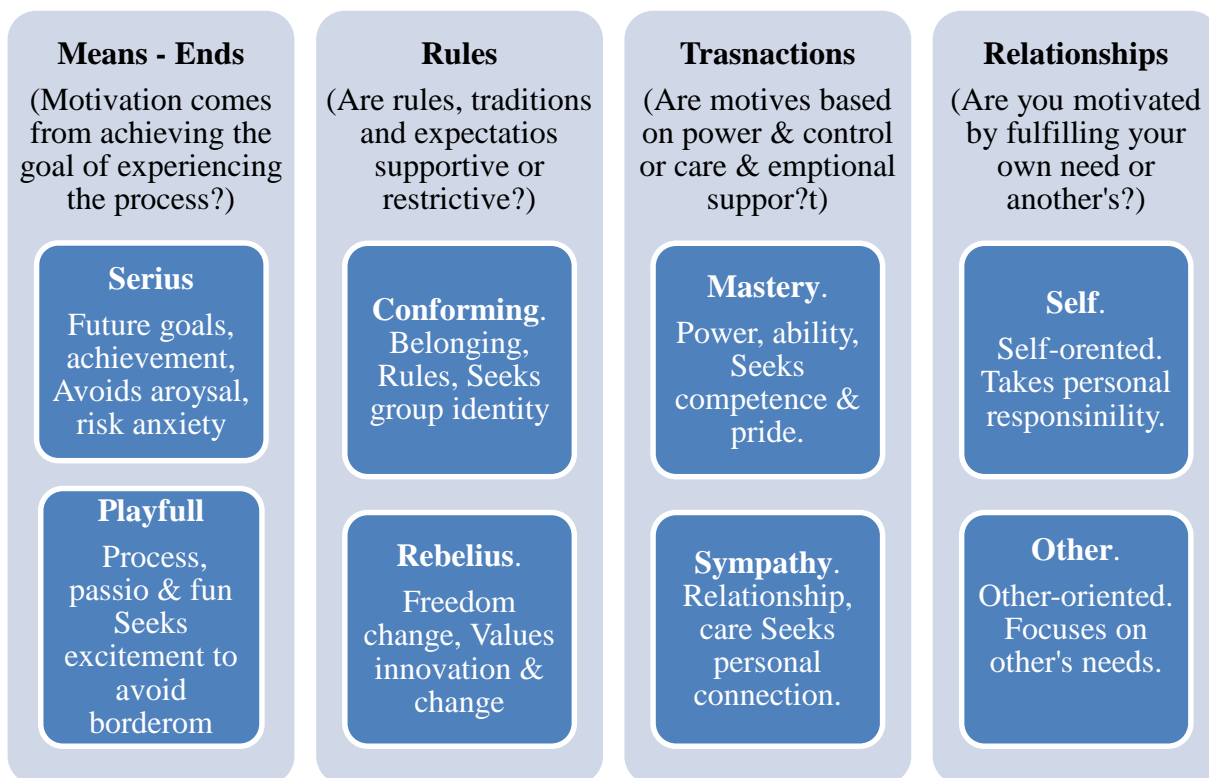 Means - Ends
(Motivation comes
from achieving the
goal of experiencing
the process?)
Serius
Future goals,
achievement,
Avoids aroysal,
risk anxiety
Playfull
Process,
passio & fun
Seeks
excitement to
avoid
borderom
Rules
(Are rules, traditions
and expectatios
supportive or
restrictive?)
Conforming.
Belonging,
Rules, Seeks
group identity
Rebelius.
Freedom
change, Values
innovation &
change
Trasnactions
(Are motives based
on power & control
or care & emptional
suppor?t)
Mastery.
Power, ability,
Seeks
competence &
pride.
Sympathy.
Relationship,
care Seeks
personal
connection.
Relationships
(Are you motivated
by fulfilling your
own need or
another's?)
Self.
Self-orented.
Takes personal
responsinility.
Other.
Other-oriented.
Focuses on
other's needs.